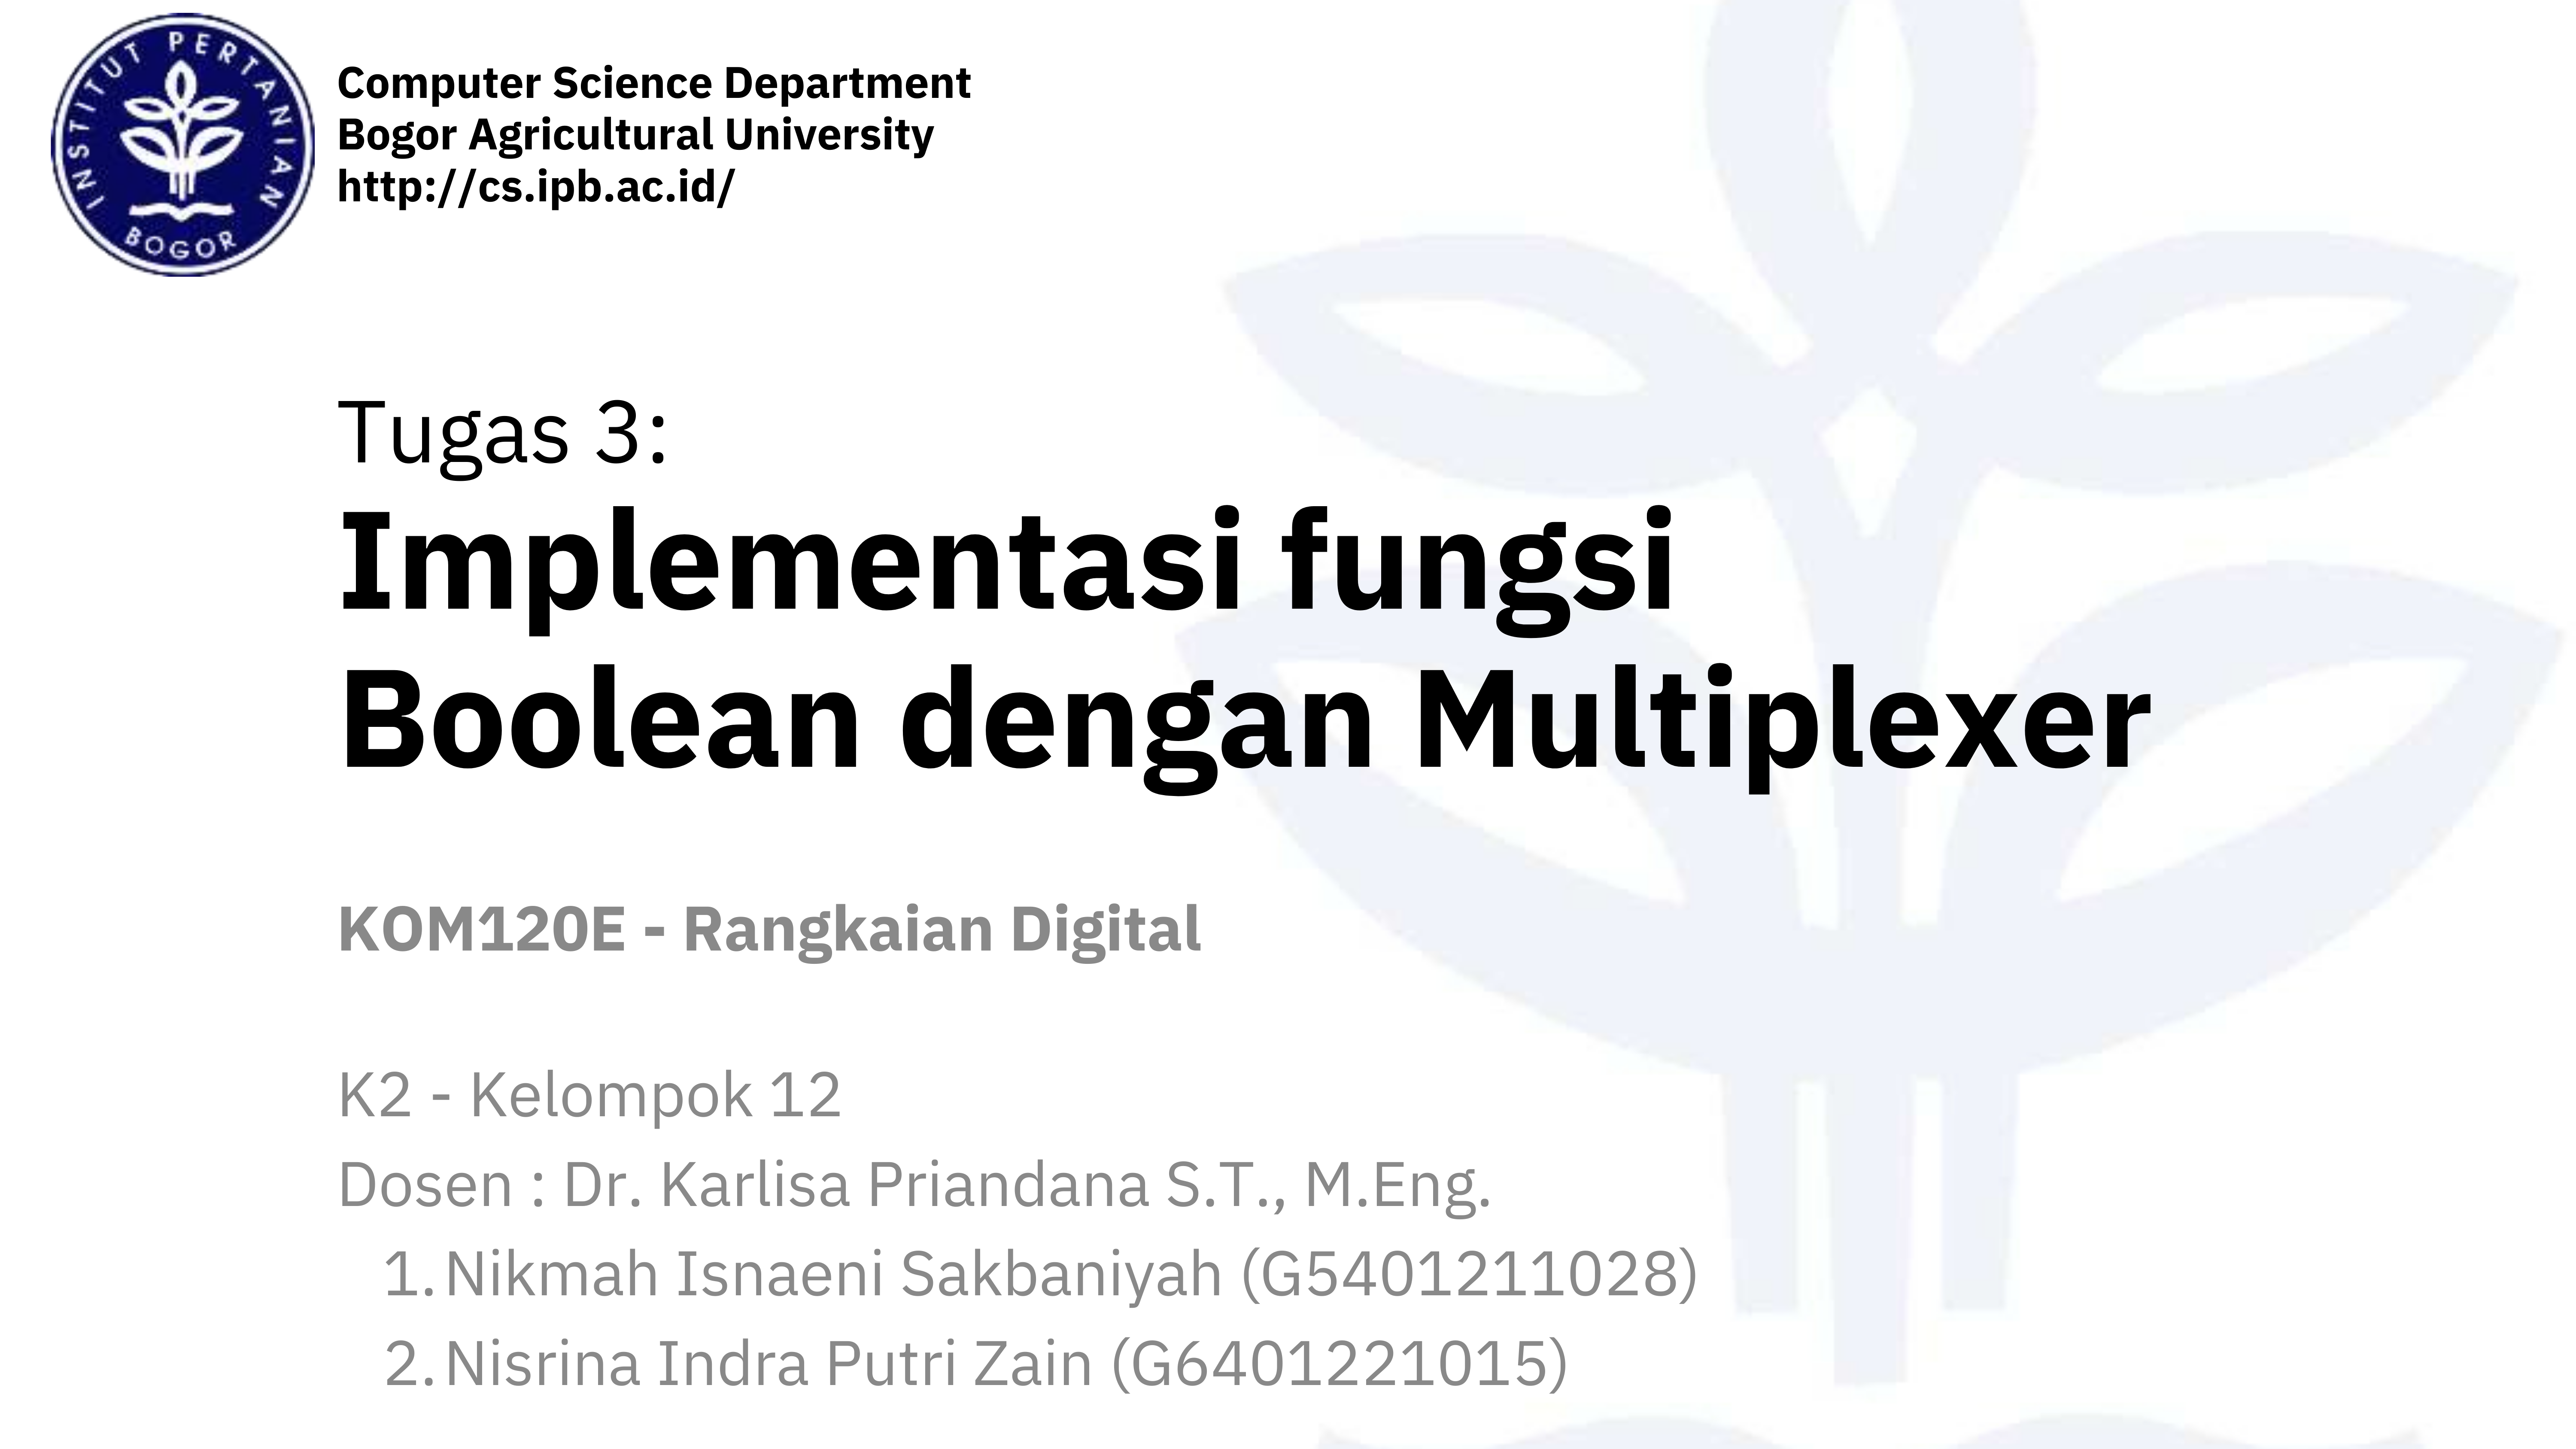 INSTITUT PERTANIAN
BOGOR
Computer Science Department
Bogor Agricultural University
http://cs.ipb.ac.id/
Tugas 3:
Implementasi fungsi
Boolean dengan Multiplexer
KOM120E - Rangkaian Digital
K2 - Kelompok 12
Dosen : Dr. Karlisa Priandana S.T., M.Eng.
1. Nikmah Isnaeni Sakbaniyah (G5401211028)
2. Nisrina Indra Putri Zain (G6401221015)